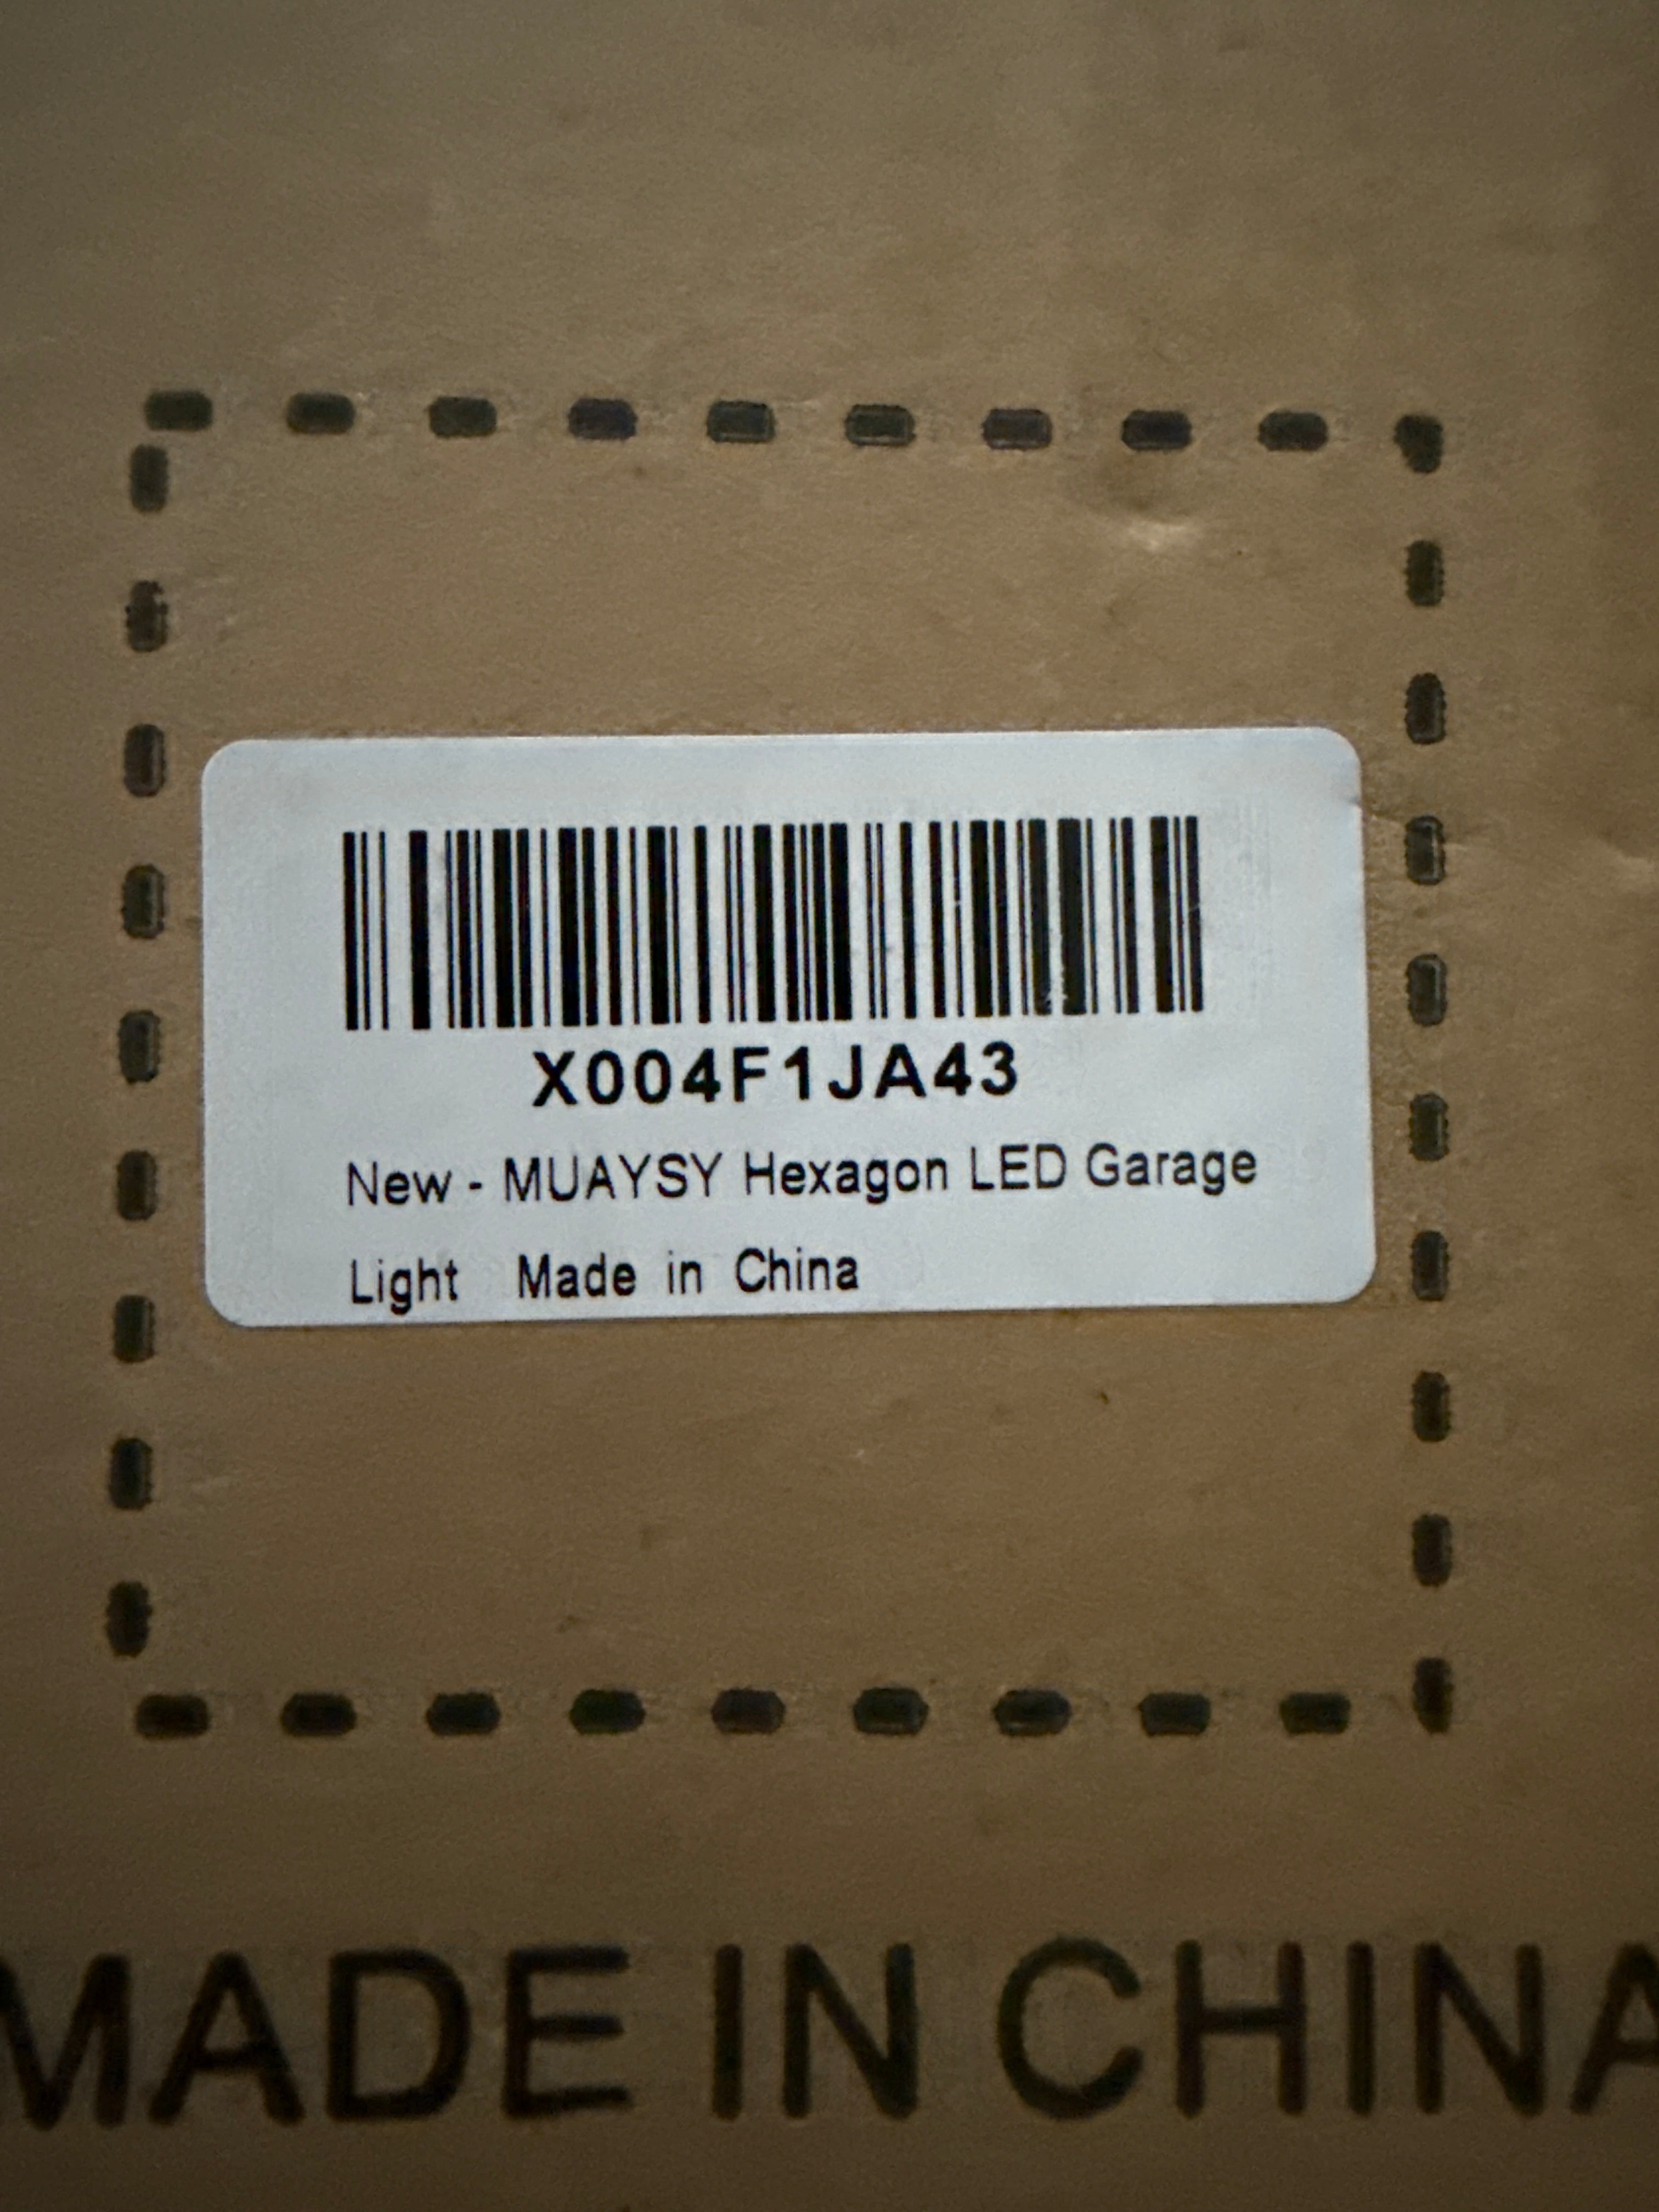 X004F1JA43
New - MUAYSY Hexagon LED Garage
Light Made in China
MADE IN CHINA